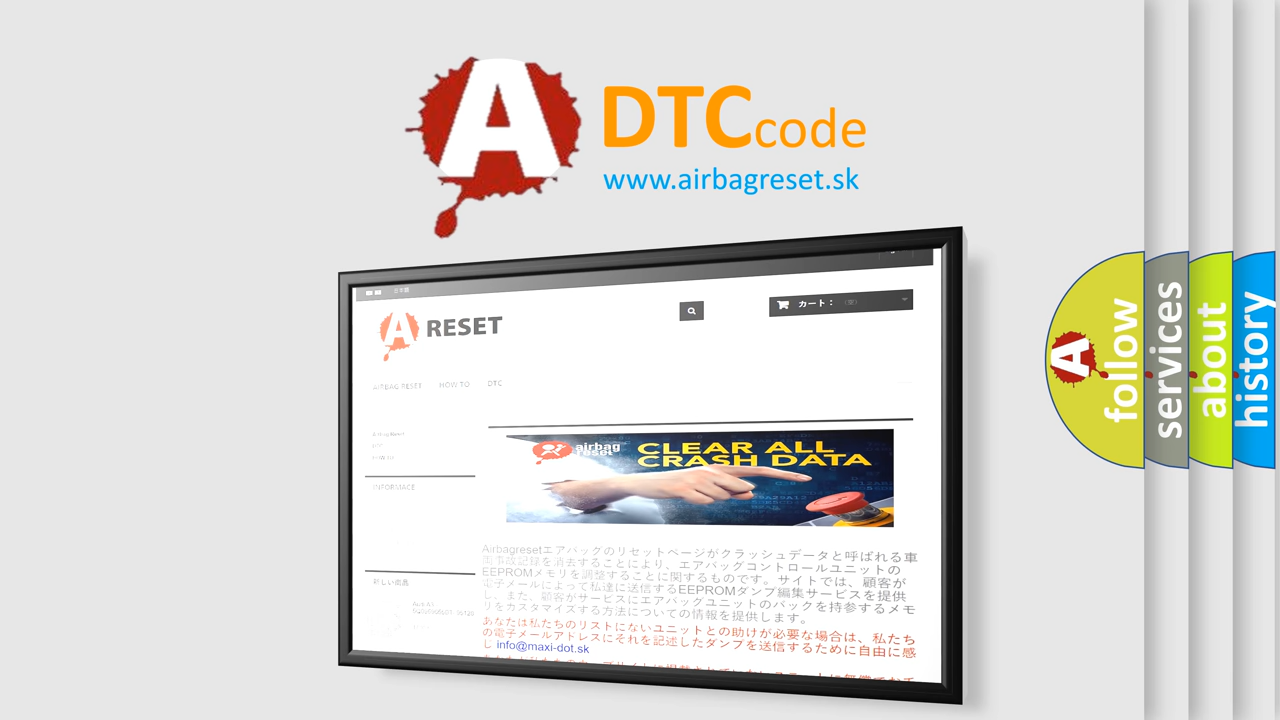 A DTCcode
www.airbagreset.sk
日本語
A RESET
カート： （空）
AIRBAG RESET HOW TO DTC
Airbag Reset
DTC
HOW TO
INFORMACE
CLEAR ALL
CRASH DATA
airbag
reset
Airbagresetエアバッグのリセットページがクラッシュデータと呼ばれる車
両事故記録を消去することにより、エアバッグコントロールユニットの
EEPROMメモリを調整することに関するものです。サイトでは、顧客が
電子メールによって私達に送信するEEPROMダンプ編集サービスを提供
し、また、顧客がサービスにエアバッグユニットのバックを持参するメモ
リをカスタマイズする方法についての情報を提供します。
あなたは私たちのリストにないユニットとの助けが必要な場合は、私たち
の電子メールアドレスにそれを記述したダンプを送信するために自由に感
じ info@maxi-dot.sk
A follow
services
about
history